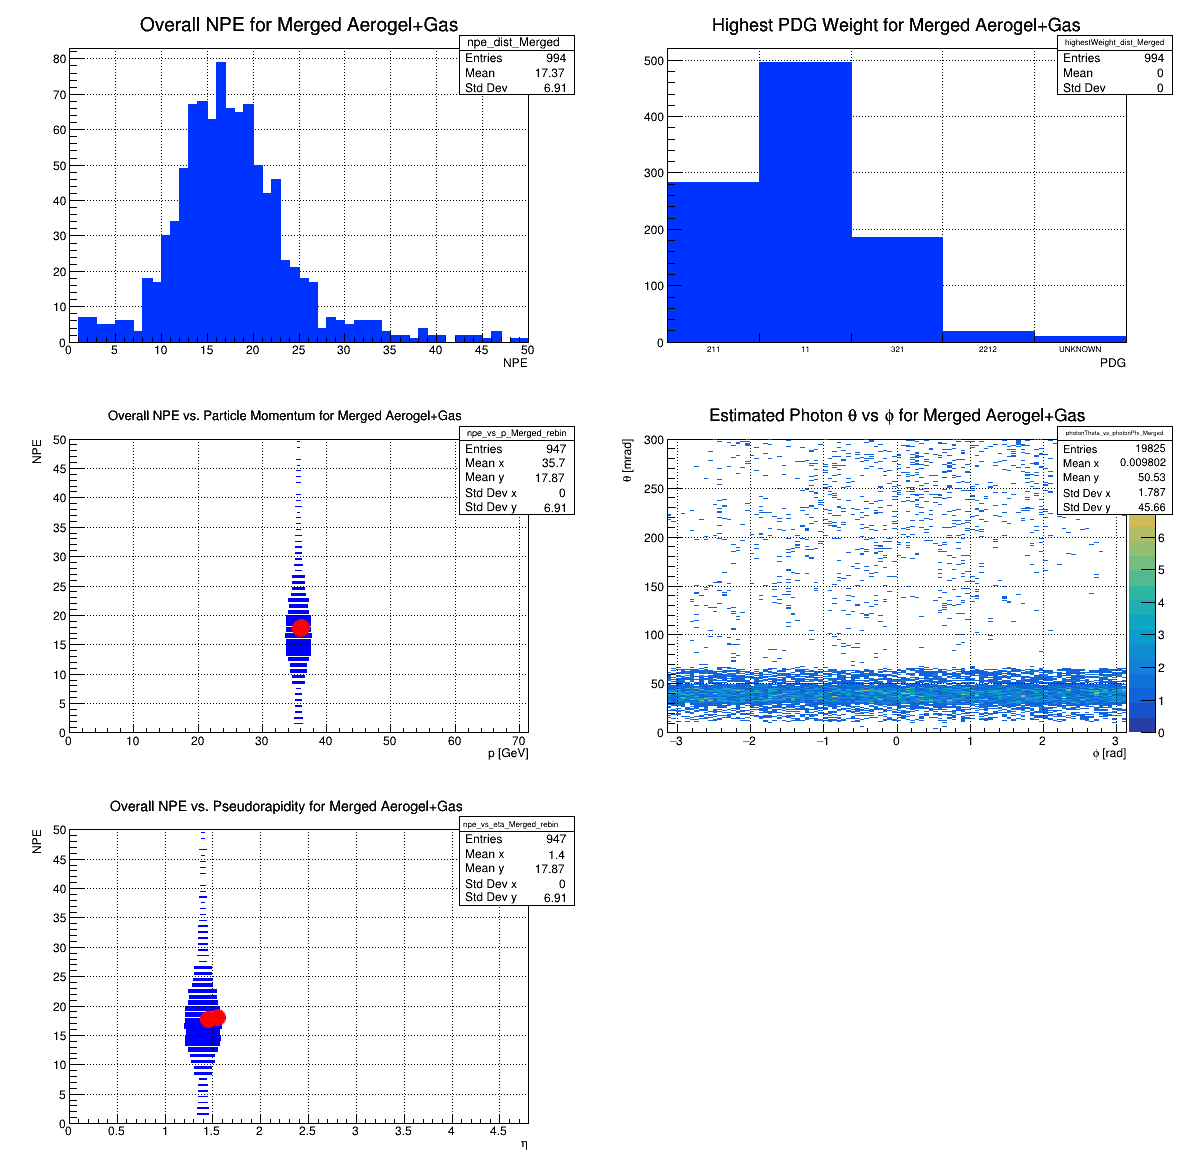 Overall NPE for Merged Aerogel+Gas
npe_dist_Merged
Entries 994
Mean 17.37
Std Dev 6.91
80
70
60
50
40
30
20
10
0
0 5 10 15 20 25 30 35 40 45 50
NPE
Highest PDG Weight for Merged Aerogel+Gas
highestWeight_dist_Merged
Entries 994
Mean 0
Std Dev 0
500
400
300
200
100
0
211 11 321 2212 UNKNOWN
PDG
Overall NPE vs. Particle Momentum for Merged Aerogel+Gas
npe_vs_p_Merged_rebin
Entries 947
Mean x 35.7
Mean y 17.87
Std Dev x 0
Std Dev y 6.91
NPE
50
45
40
35
30
25
20
15
10
5
0
0 10 20 30 40 50 60 70
p [GeV]
Estimated Photon θ vs ϕ for Merged Aerogel+Gas
photonTheta_vs_photonPhi_Merged
Entries 19825
Mean x 0.009802
Mean y 50.53
Std Dev x 1.787
Std Dev y 45.66
θ [mrad]
300
250
200
150
100
50
0
−3 −2 −1 0 1 2 3
ϕ [rad]
6
5
4
3
2
1
0
Overall NPE vs. Pseudorapidity for Merged Aerogel+Gas
npe_vs_eta_Merged_rebin
Entries 947
Mean x 1.4
Mean y 17.87
Std Dev x 0
Std Dev y 6.91
NPE
50
45
40
35
30
25
20
15
10
5
0
0 0.5 1 1.5 2 2.5 3 3.5 4 4.5
η